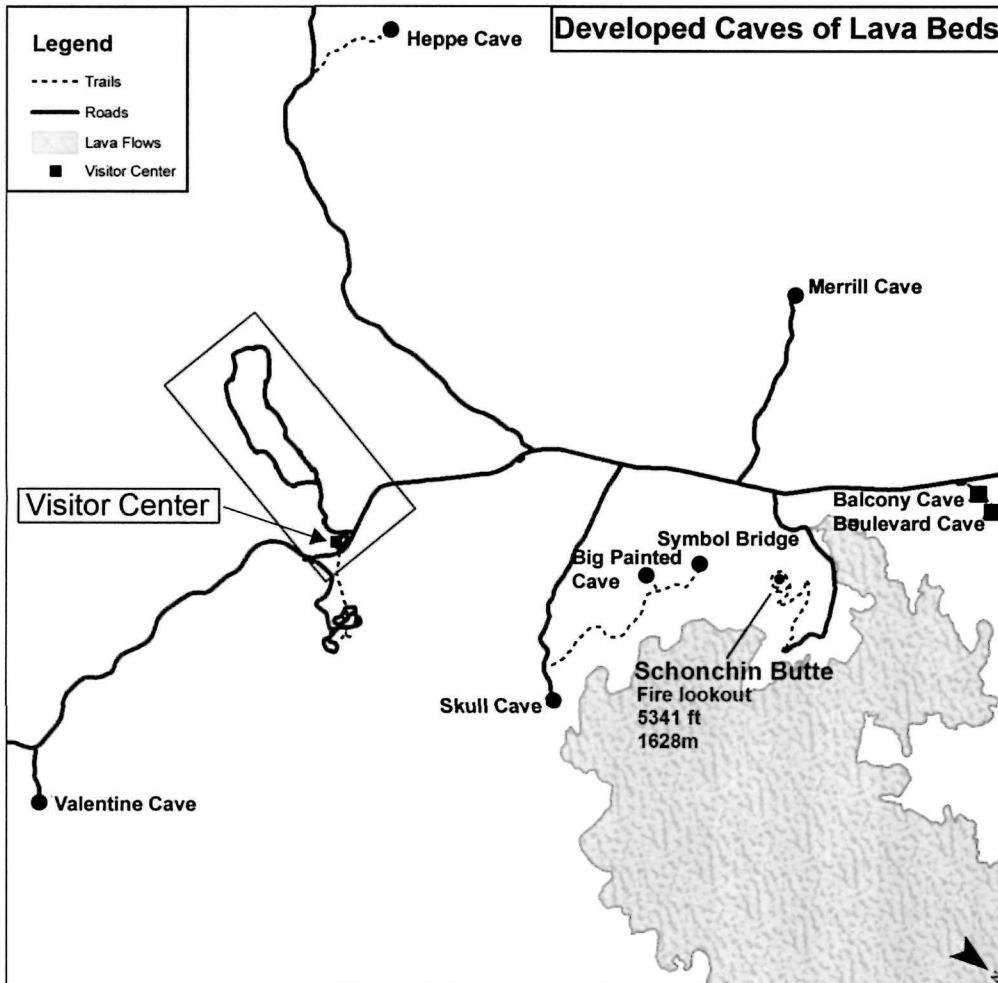 Developed Caves of Lava Beds
Legend
Trails
Roads
Lava Flows
Visitor Center
Heppe Cave
Merrill Cave
Visitor Center
Balcony Cave
Boulevard Cave
Symbol Bridge
Big Painted
Cave
Schonchin Butte
Fire lookout
5341 ft
1628m
Skull Cave
Valentine Cave